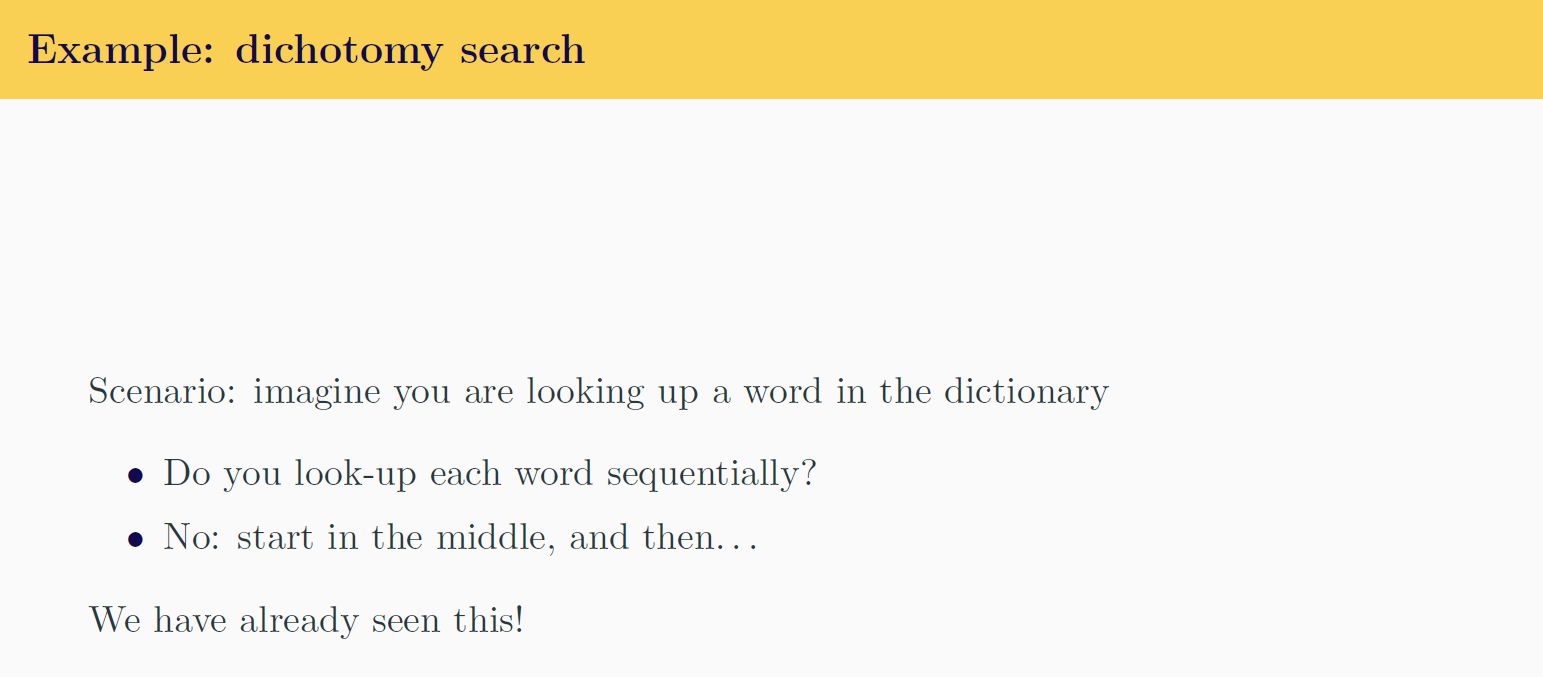 Example: dichotomy search
Scenario: imagine you are looking up a word in the dictionary
• Do you look-up each word sequentially?
• No: start in the middle, and then...
We have already seen this!